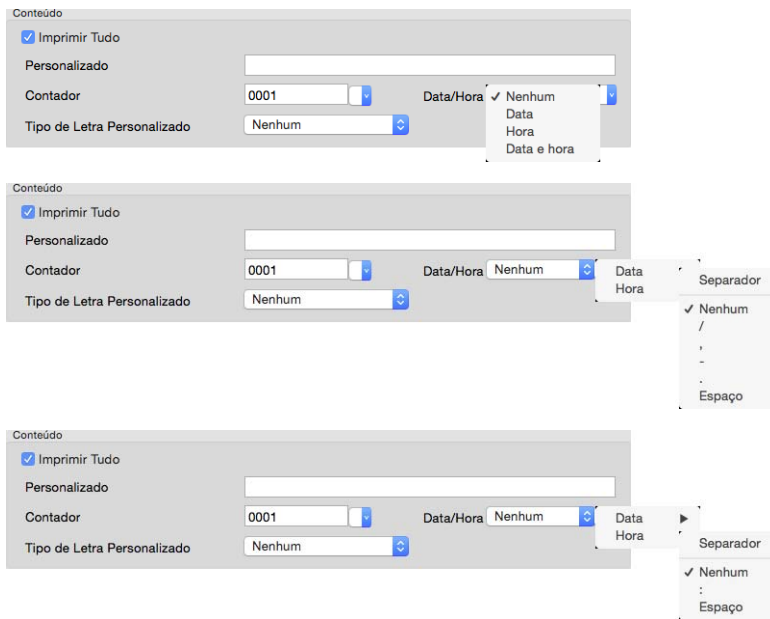 Conteúdo
Imprimir Tudo
Personalizado
Contador 0001 Data/Hora Nenhum
Data
Tipo de Letra Personalizado Nenhum Hora
Data e hora
Conteúdo
Imprimir Tudo
Personalizado
Contador 0001 Data/Hora Nenhum Data
Hora
Separador
Tipo de Letra Personalizado Nenhum
Nenhum
/
,
-
.
Espaço
Conteúdo
Imprimir Tudo
Personalizado
Contador 0001 Data/Hora Nenhum Data
Hora
Separador
Tipo de Letra Personalizado Nenhum
Nenhum
:
Espaço